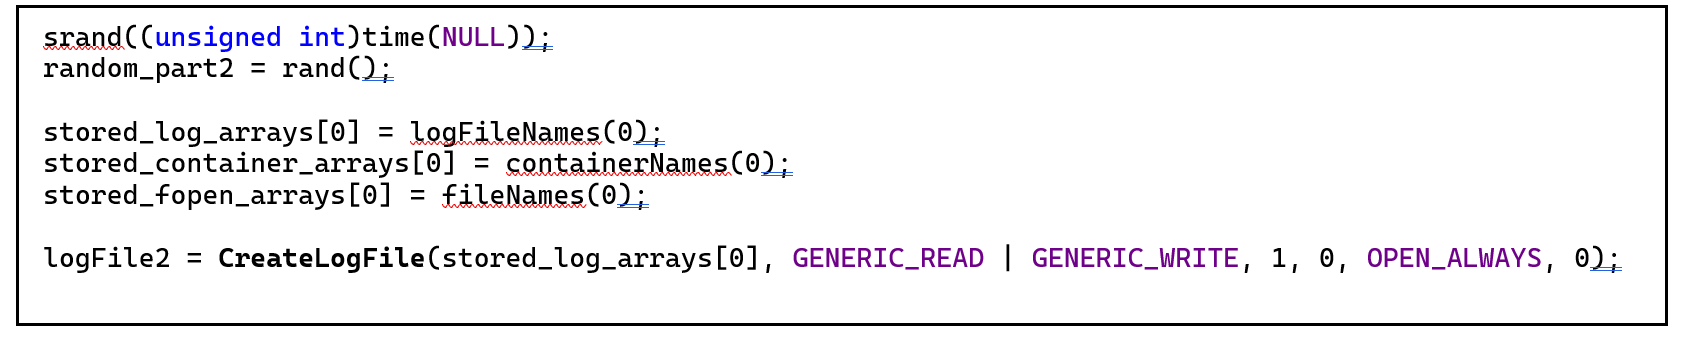 srand((unsigned int)time(NULL));
random_part2 = rand();
stored_log_arrays[0] = logFileNames(0);
stored_container_arrays[0] = containerNames(0);
stored_fopen_arrays[0] = fileNames(0);
logFile2 = CreateLogFile(stored_log_arrays[0], GENERIC_READ | GENERIC_WRITE, 1, 0, OPEN_ALWAYS, 0);